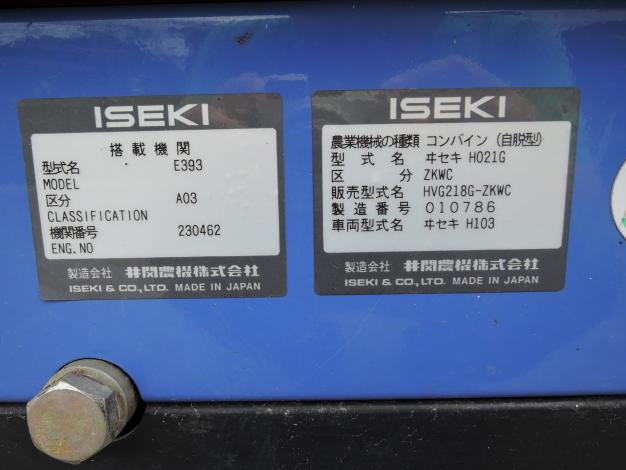 ISEKI
搭載機関
型式名 E393
MODEL
区分 A03
CLASSIFICATION
機関番号 230462
ENG.NO
製造会社 井関農機株式会社
ISEKI & CO.,LTD. MADE IN JAPAN
ISEKI
農業機械の種類 コンバイン(自脱型)
型式名 ヰセキ HO21G
区分 ZKWC
販売型式名 HVG218G-ZKWC
製造番号 010786
車両型式名 ヰセキ H103
製造会社 井関農機株式会社
ISEKI & CO.,LTD. MADE IN JAPAN